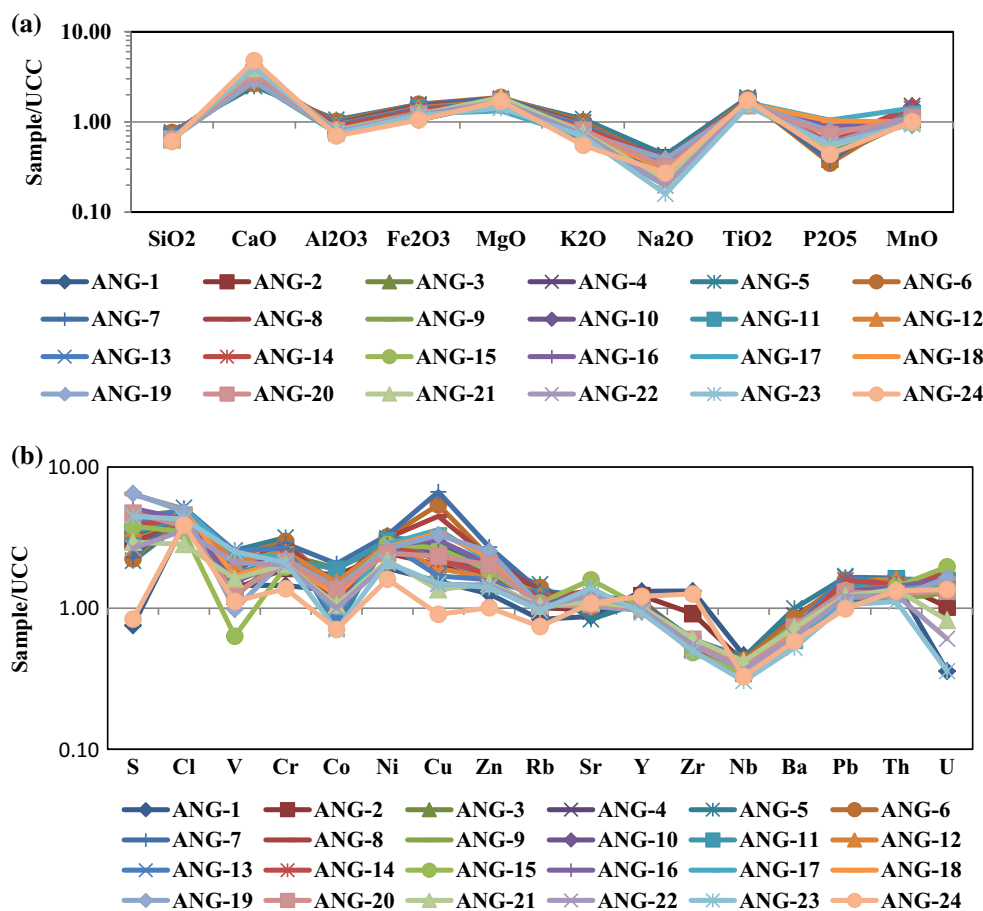 (a)
10.00
1.00
0.10
Sample/UCC
SiO2 CaO Al2O3 Fe2O3 MgO K2O Na2O TiO2 P2O5 MnO
ANG-1 ANG-2 ANG-3 ANG-4 ANG-5 ANG-6
ANG-7 ANG-8 ANG-9 ANG-10 ANG-11 ANG-12
ANG-13 ANG-14 ANG-15 ANG-16 ANG-17 ANG-18
ANG-19 ANG-20 ANG-21 ANG-22 ANG-23 ANG-24
(b)
10.00
1.00
0.10
Sample/UCC
S Cl V Cr Co Ni Cu Zn Rb Sr Y Zr Nb Ba Pb Th U
ANG-1 ANG-2 ANG-3 ANG-4 ANG-5 ANG-6
ANG-7 ANG-8 ANG-9 ANG-10 ANG-11 ANG-12
ANG-13 ANG-14 ANG-15 ANG-16 ANG-17 ANG-18
ANG-19 ANG-20 ANG-21 ANG-22 ANG-23 ANG-24